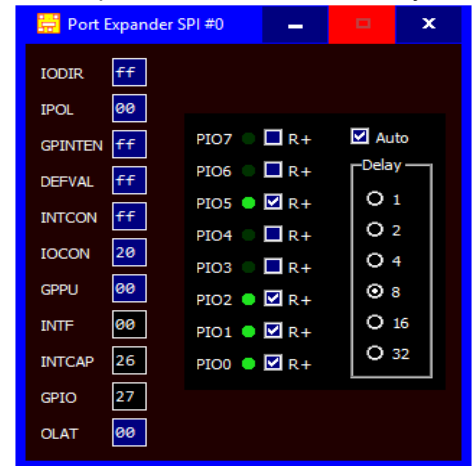 Port Expander SPI #0
IODIR ff
IPOL 00
GPINTEN ff
DEFVAL ff
INTCON ff
IOCON 20
GPPU 00
INTF 00
INTCAP 26
GPIO 27
OLAT 00
PIO7 R+
PIO6 R+
PIO5 R+
PIO4 R+
PIO3 R+
PIO2 R+
PIO1 R+
PIO0 R+
Auto
Delay
1
2
4
8
16
32